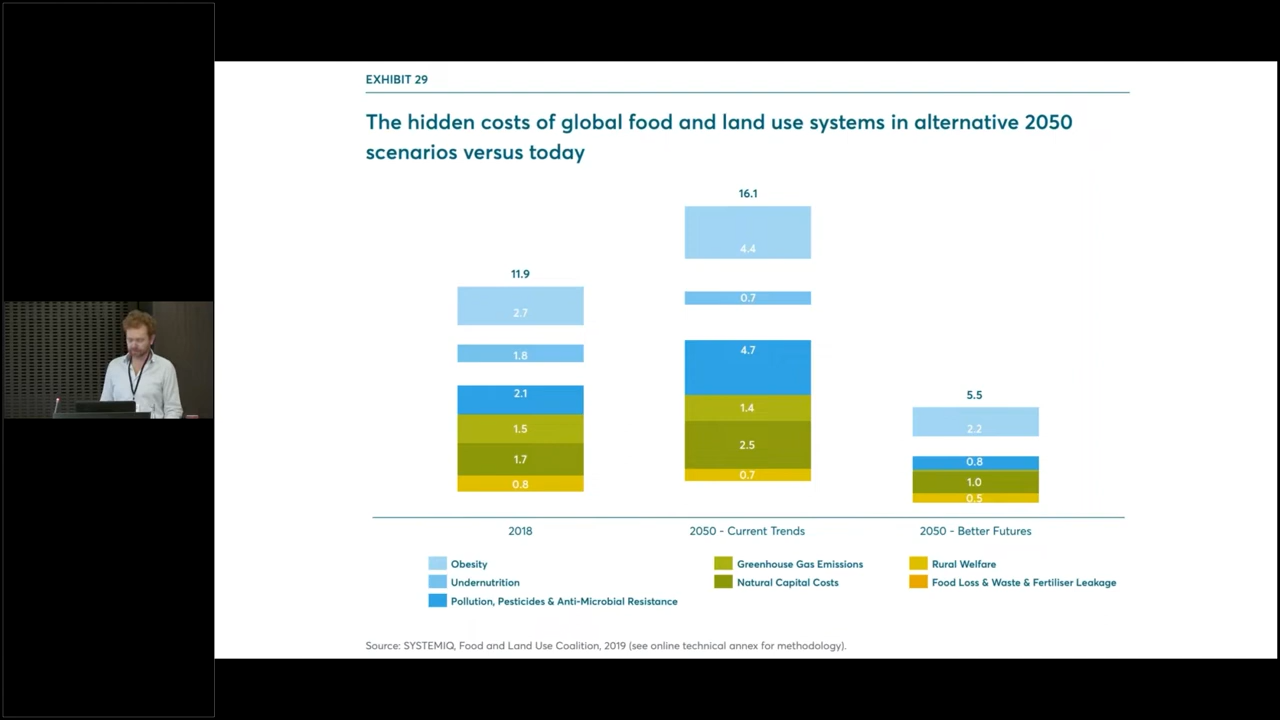 EXHIBIT 29
The hidden costs of global food and land use systems in alternative 2050
scenarios versus today
16.1
4.4
11.9
2.7
0.7
1.8
4.7
2.1
5.5
1.4
1.5
2.2
2.5
1.7
0.8
0.7
1.0
0.8
0.5
2018
2050 - Current Trends
2050 - Better Futures
Obesity
Undernutrition
Pollution, Pesticides & Anti-Microbial Resistance
Greenhouse Gas Emissions
Natural Capital Costs
Rural Welfare
Food Loss & Waste & Fertiliser Leakage
Source: SYSTEMIQ, Food and Land Use Coalition, 2019 (see online technical annex for methodology).